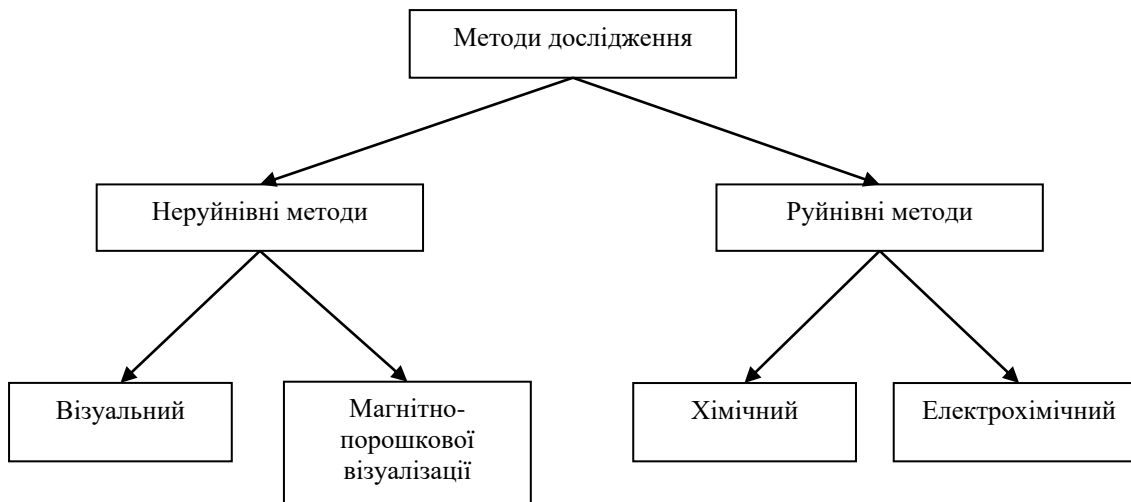 Методи дослідження
Неруйнівні методи
Руйнівні методи
Візуальний
Магнітно-
порошкової
візуалізації
Хімічний
Електрохімічний